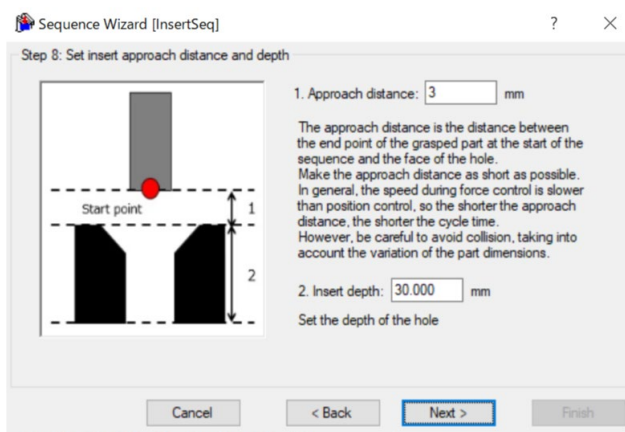 Sequence Wizard [InsertSeq]
?
Step 8: Set insert approach distance and depth
1. Approach distance: 3 mm
The approach distance is the distance between
the end point of the grasped part at the start of the
sequence and the face of the hole.
Make the approach distance as short as possible.
In general, the speed during force control is slower
than position control, so the shorter the approach
distance, the shorter the cycle time.
However, be careful to avoid collision, taking into
account the variation of the part dimensions.
Start point
1
2
2. Insert depth: 30.000 mm
Set the depth of the hole
Cancel
< Back
Next >
Finish